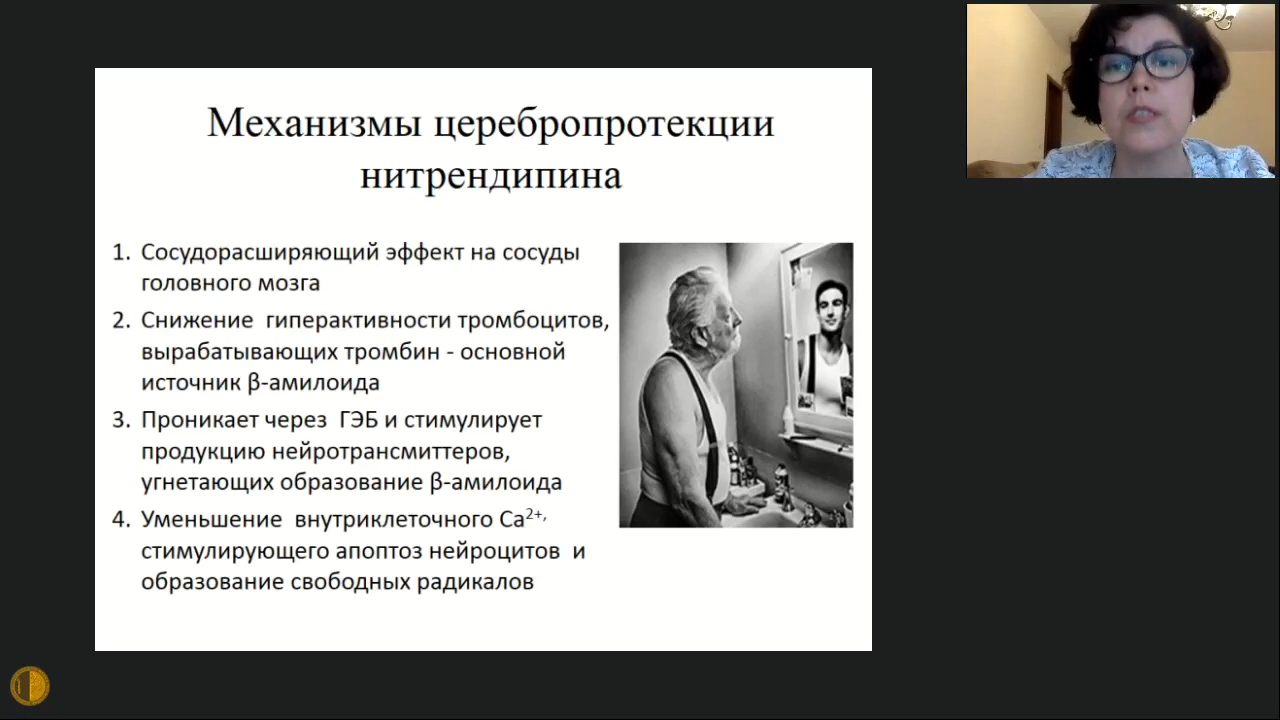 Механизмы церебропротекции
нитрендипина
1. Сосудорасширяющий эффект на сосуды
головного мозга
2. Снижение гиперактивности тромбоцитов,
вырабатывающих тромбин - основной
источник β-амилоида
3. Проникает через ГЭБ и стимулирует
продукцию нейротрансмиттеров,
угнетающих образование β-амилоида
4. Уменьшение внутриклеточного Ca²⁺,
стимулирующего апоптоз нейроцитов и
образование свободных радикалов